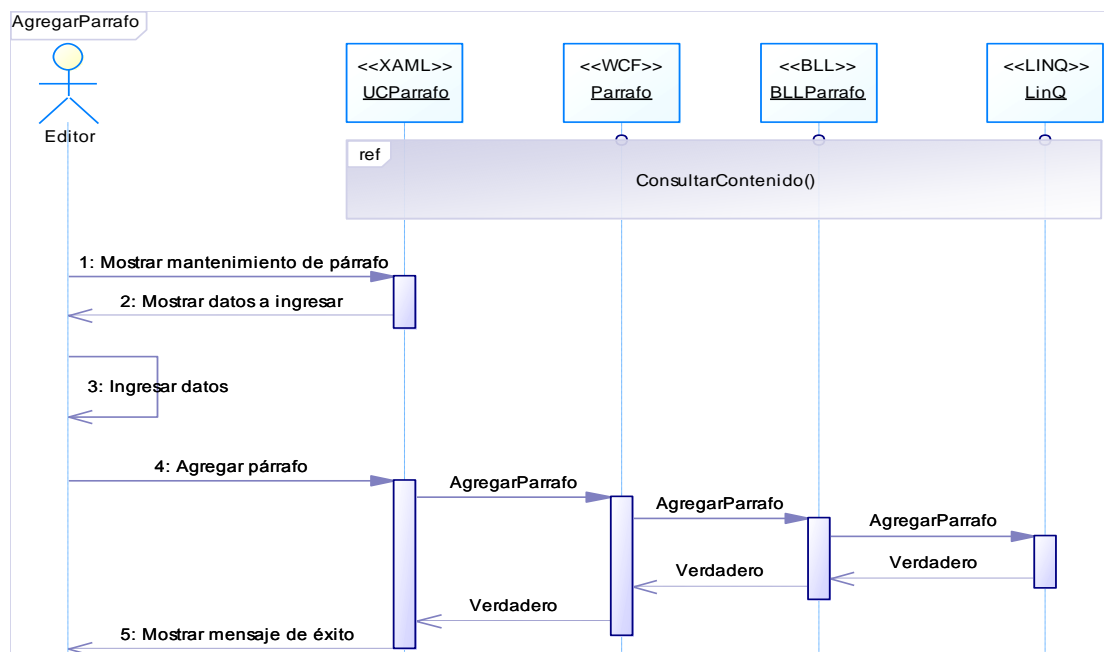 AgregarParrafo
Editor
<<XAML>>
UCParrafo
<<WCF>>
Parrafo
<<BLL>>
BLLParrafo
<<LINQ>>
LinQ
ref
ConsultarContenido()
1: Mostrar mantenimiento de párrafo
2: Mostrar datos a ingresar
3: Ingresar datos
4: Agregar párrafo
AgregarParrafo
AgregarParrafo
AgregarParrafo
Verdadero
Verdadero
Verdadero
5: Mostrar mensaje de éxito